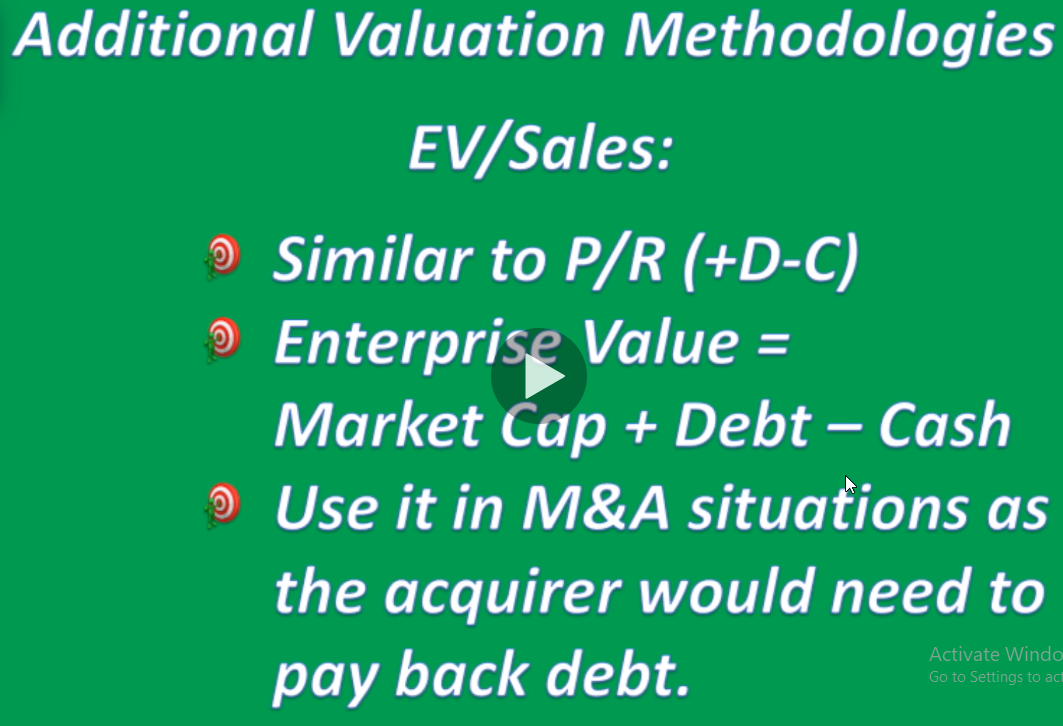 Additional Valuation Methodologies
EV/Sales:
Similar to P/R (+D-C)
Enterprise Value =
Market Cap + Debt – Cash
Use it in M&A situations as
the acquirer would need to
pay back debt.
Activate Windo
Go to Settings to act